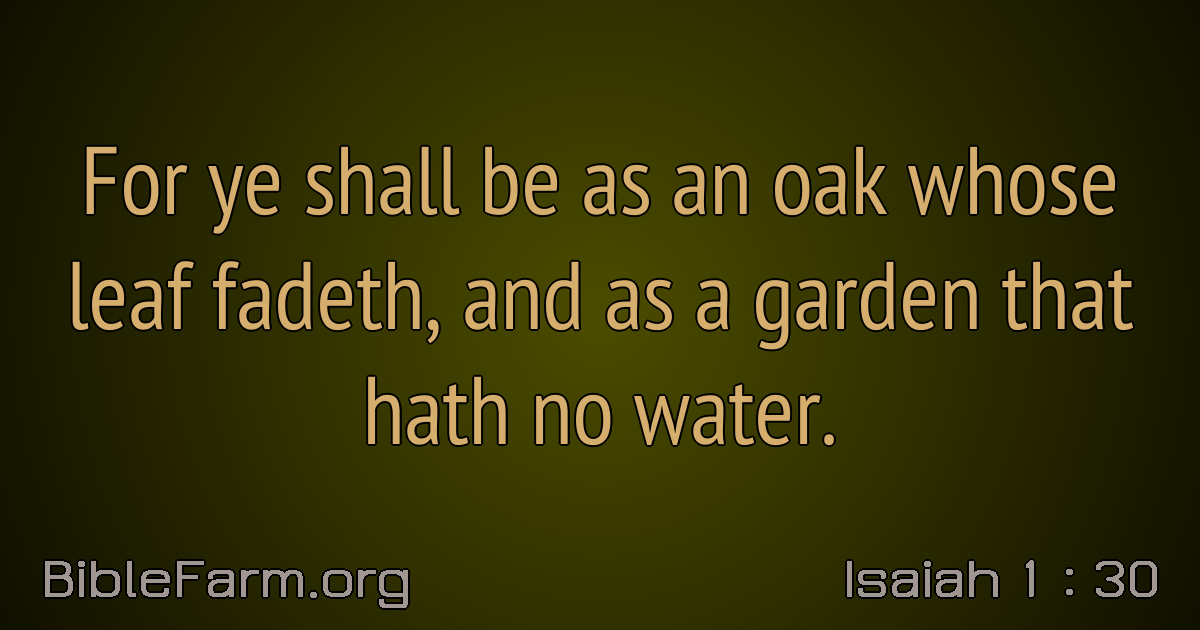 For ye shall be as an oak whose
leaf fadeth, and as a garden that
hath no water.
BibleFarm.org
Isaiah 1 : 30